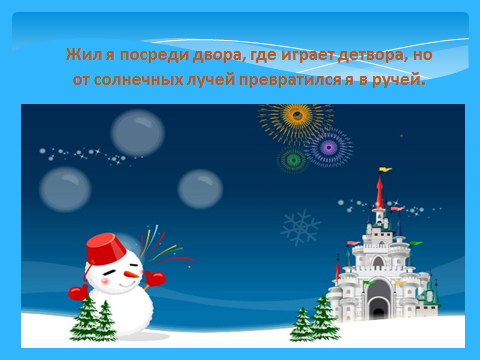 Жил я посреди двора, где играет детвора, но
от солнечных лучей превратился я в ручей.